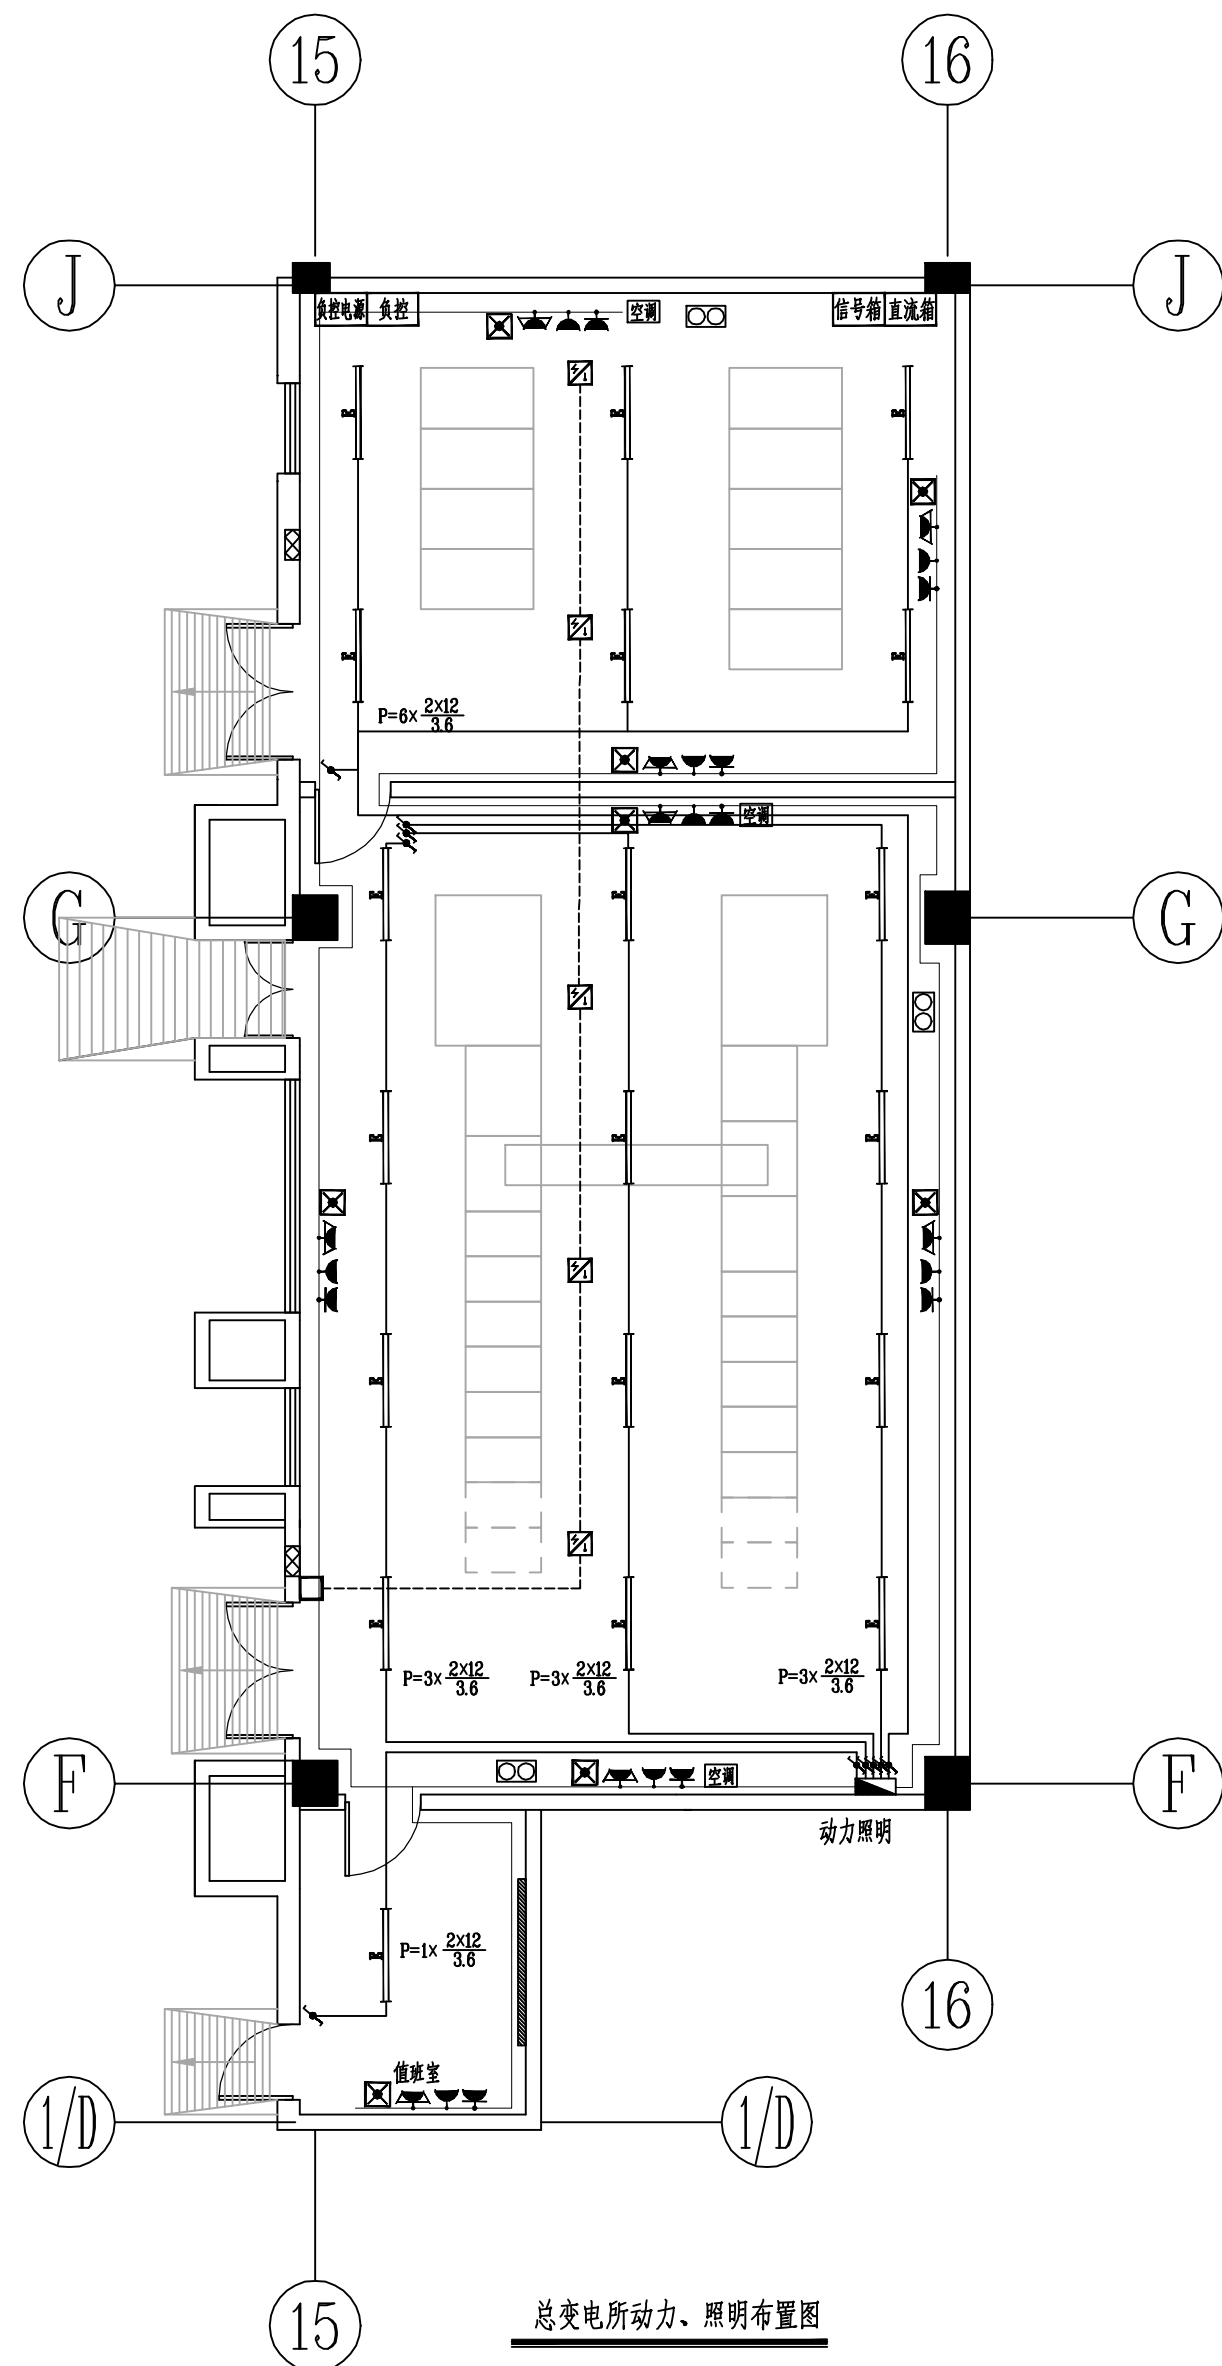 15
16
J
J
负控电源
负控
空调
信号箱
直流箱
E
E
E
E
E
E
P=6× 2×12
3.6
空调
E
E
E
G
G
E
E
E
E
E
E
E
E
E
P=3× 2×12
3.6
P=3× 2×12
3.6
P=3× 2×12
3.6
F
F
空调
动力照明
E
P=1× 2×12
3.6
16
值班室
1/D
1/D
15
总变电所动力、照明布置图